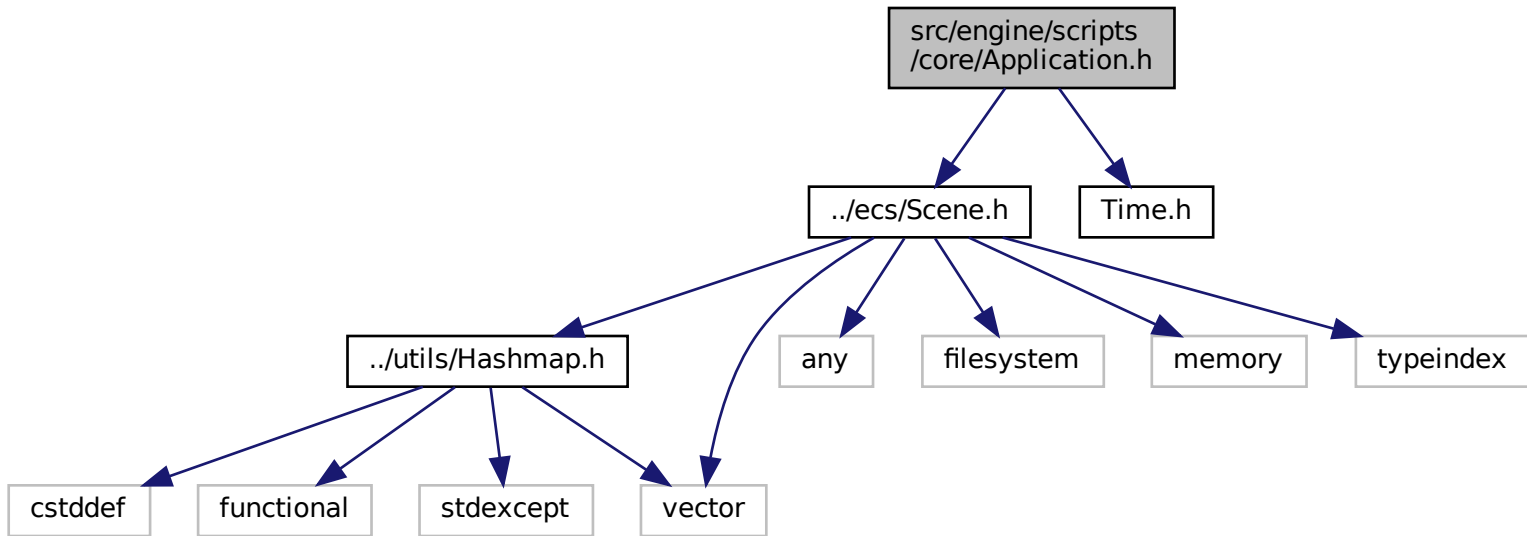 src/engine/scripts
/core/Application.h
../ecs/Scene.h
Time.h
../utils/Hashmap.h
any
filesystem
memory
typeindex
cstddef
functional
stdexcept
vector